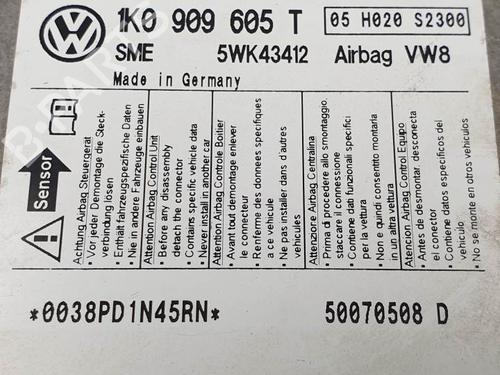 1K0 909 605 T
05 H020 S2300
SME
5WK43412
Airbag VW8
Made in Germany
Sensor
Achtung Airbag Steuergerät
• Vor jeder Demontage die Steck-
verbindung lösen
• Enthält fahrzeugspezifische Daten
• Nie in andere Fahrzeuge einbauen
Attention Airbag Control Unit
• Before any disassembly
detach the connector
• Contains specific vehicle data
• Never install in another car
Attention Airbag Controle Boitier
• Avant tout demontage enlever
le connecteur
• Renferme des donnees specifiques
a ce vehicule
• Ne pas installer dans d'autres
vehicules
Attenzione Airbag Centralina
• Prima di procedere allo smontaggio,
staccare il connessione
• Contiene dati funzionali specifici
per la vettura
• Non e quindi consentito montarla
in un'altra vettura
Atencion Airbag Control Equipo
• Antes de desmontar, desconecta
el conector
• Contiene datos especificos del
vehiculo
• No se monte en otros vehiculos
*0038PD1N45RN*
50070508 D